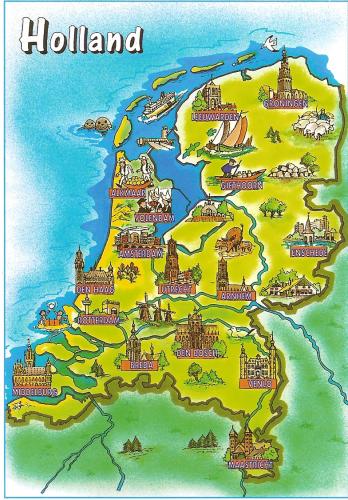 Holland
GRONINGEN
LEEUWARDEN
GIETHOORN
ALKMAAR
VOLENDAM
AMSTERDAM
ENSCHEDE
DEN HAAG
UTRECHT
ARNHEM
ROTTERDAM
DEN BOSCH
BREDA
VENLO
MIDDELBURG
MAASTRICHT